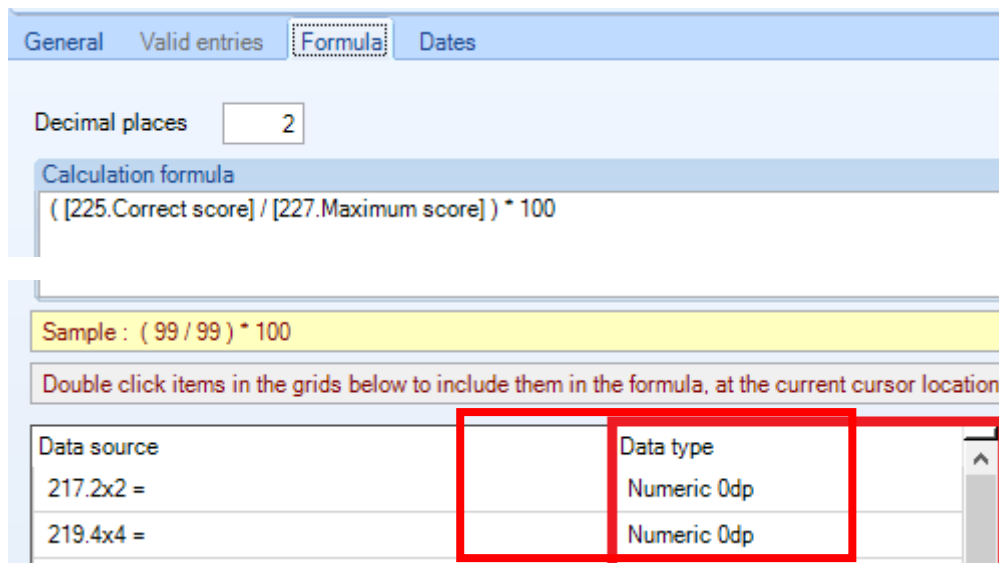 General Valid entries Formula Dates
Decimal places 2
Calculation formula
( [225.Correct score] / [227.Maximum score] ) * 100
Sample : ( 99 / 99 ) * 100
Double click items in the grids below to include them in the formula, at the current cursor location
Data source Data type
217.2x2 = Numeric 0dp
219.4x4 = Numeric 0dp